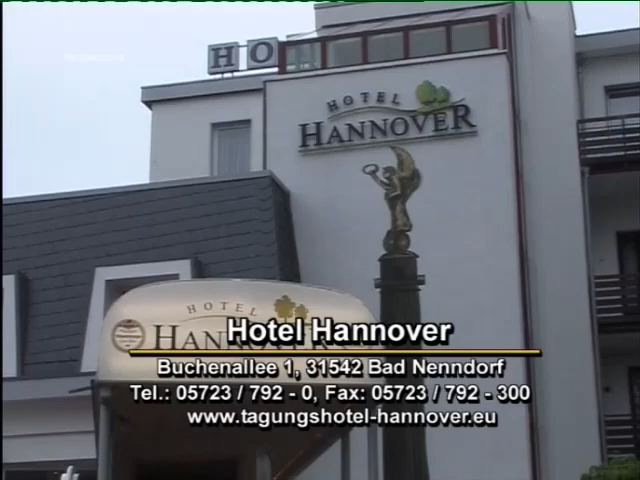 HO
HOTEL
HANNOVER
HOTEL
Hotel Hannover
Buchenallee 1, 31542 Bad Nenndorf
Tel.: 05723 / 792 - 0, Fax: 05723 / 792 - 300
www.tagungshotel-hannover.eu